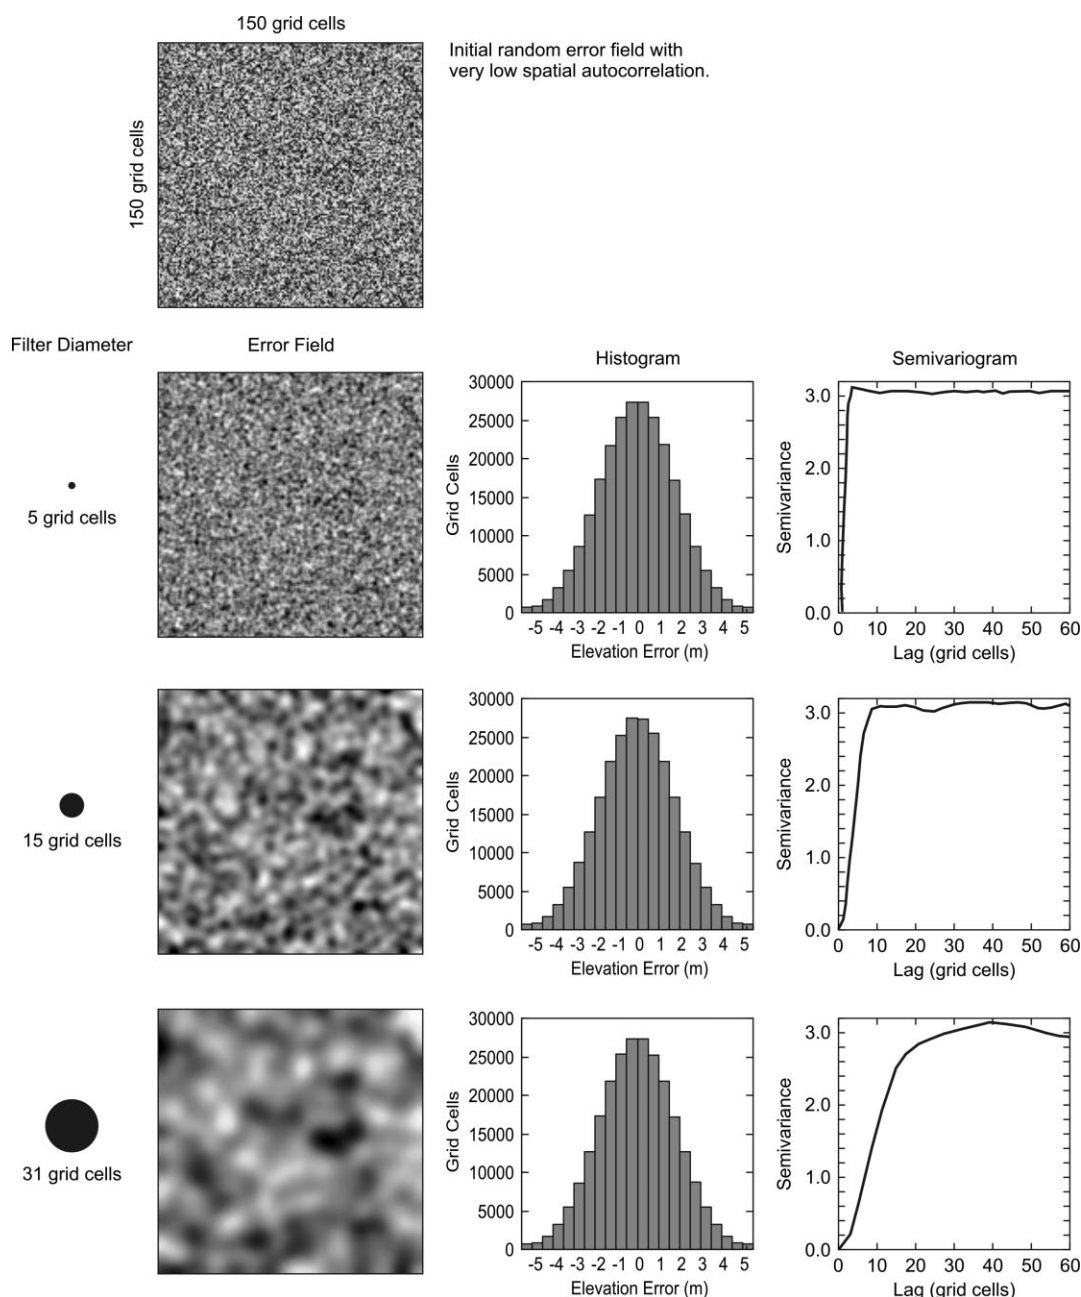 150 grid cells
Initial random error field with
very low spatial autocorrelation.
150 grid cells
Filter Diameter
Error Field
Histogram
Semivariogram
5 grid cells
Grid Cells
30000
25000
20000
15000
10000
5000
0
-5 -4 -3 -2 -1 0 1 2 3 4 5
Elevation Error (m)
Semivariance
3.0
2.0
1.0
0.0
0 10 20 30 40 50 60
Lag (grid cells)
15 grid cells
Grid Cells
30000
25000
20000
15000
10000
5000
0
-5 -4 -3 -2 -1 0 1 2 3 4 5
Elevation Error (m)
Semivariance
3.0
2.0
1.0
0.0
0 10 20 30 40 50 60
Lag (grid cells)
31 grid cells
Grid Cells
30000
25000
20000
15000
10000
5000
0
-5 -4 -3 -2 -1 0 1 2 3 4 5
Elevation Error (m)
Semivariance
3.0
2.0
1.0
0.0
0 10 20 30 40 50 60
Lag (grid cells)